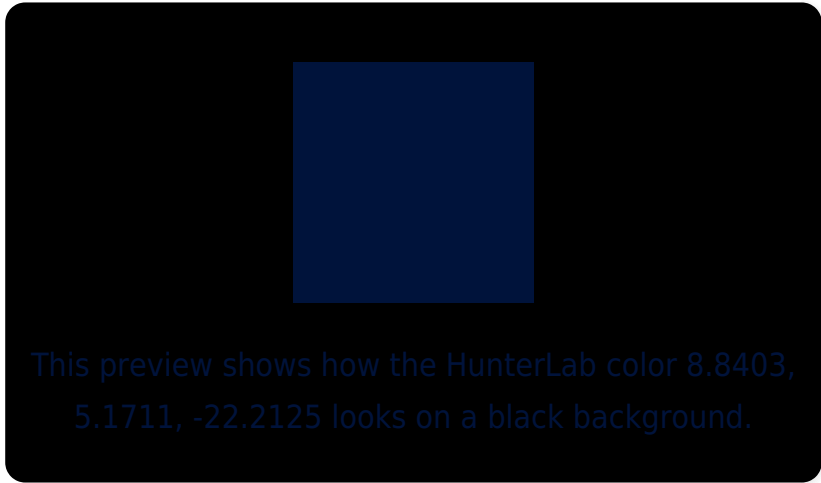 This preview shows how the HunterLab color 8.8403,
5.1711, -22.2125 looks on a black background.